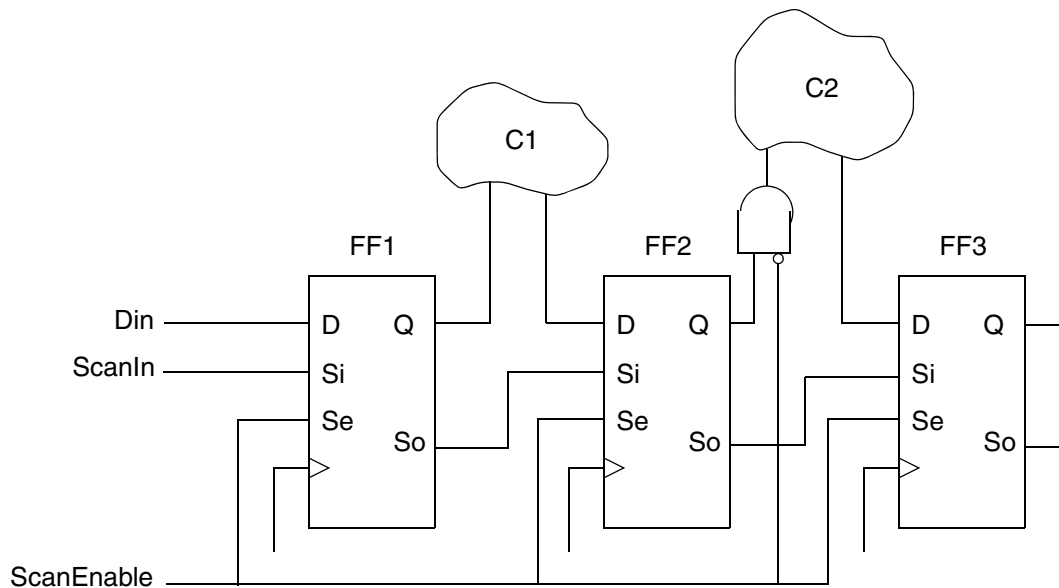 C2
C1
FF1
FF2
FF3
Din
D
Q
D
Q
D
Q
ScanIn
Si
Si
Si
Se
Se
Se
So
So
So
ScanEnable